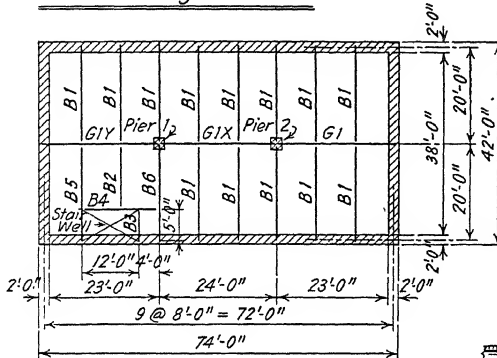 B1 B1 B1 B1 B1 B1 B1 B1
G1Y Pier 1 G1X Pier 2 G1
B5 B2 B6 B1 B1 B1 B1 B1
B4
Stair
Well
B3
5'-0"
12'-0" 4'-0"
2'-0" 23'-0" 24'-0" 23'-0" 2'-0"
9 @ 8'-0" = 72'-0"
74'-0"
2'-0"
20'-0"
38'-0"
42'-0"
20'-0"
2'-0"